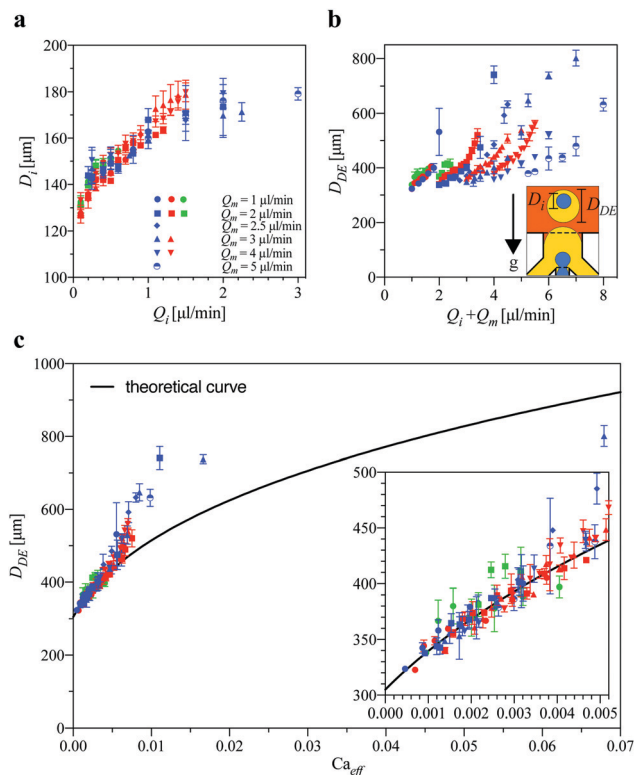 a
200
180
160
140
120
100
D_i [µm]
0
1
2
3
Q_i [µl/min]
Q_m = 1 µl/min
Q_m = 2 µl/min
Q_m = 2.5 µl/min
Q_m = 3 µl/min
Q_m = 4 µl/min
Q_m = 5 µl/min
b
800
600
400
200
0
D_DE [µm]
0
2
4
6
8
Q_i + Q_m [µl/min]
g
D_i
D_DE
c
1000
800
600
400
200
0
D_DE [µm]
theoretical curve
500
450
400
350
300
0.000
0.001
0.002
0.003
0.004
0.005
0.00
0.01
0.02
0.03
0.04
0.05
0.06
0.07
Ca_eff